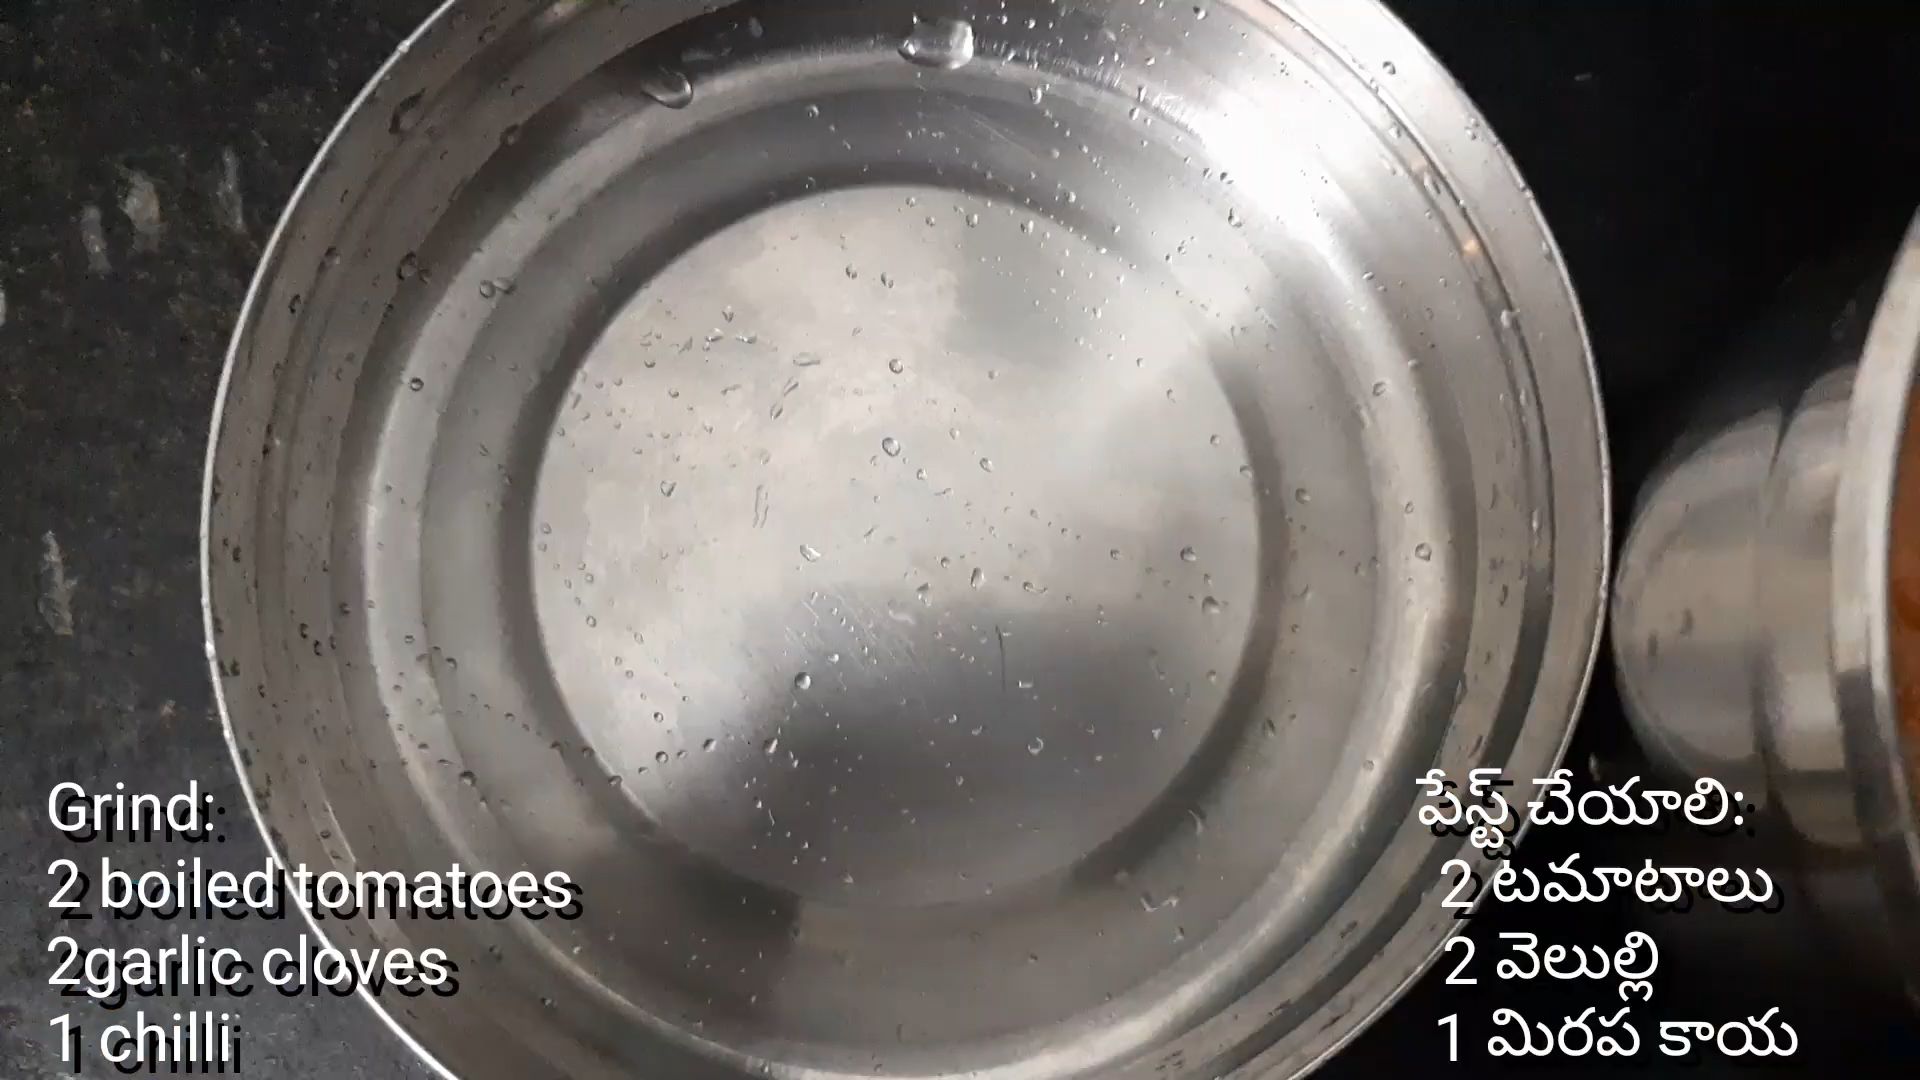 Grind:
2 boiled tomatoes
2garlic cloves
1 chilli
పేస్ట్ చేయాలి:
2 టమాటాలు
2 వెలుల్లి
1 మిరప కాయ